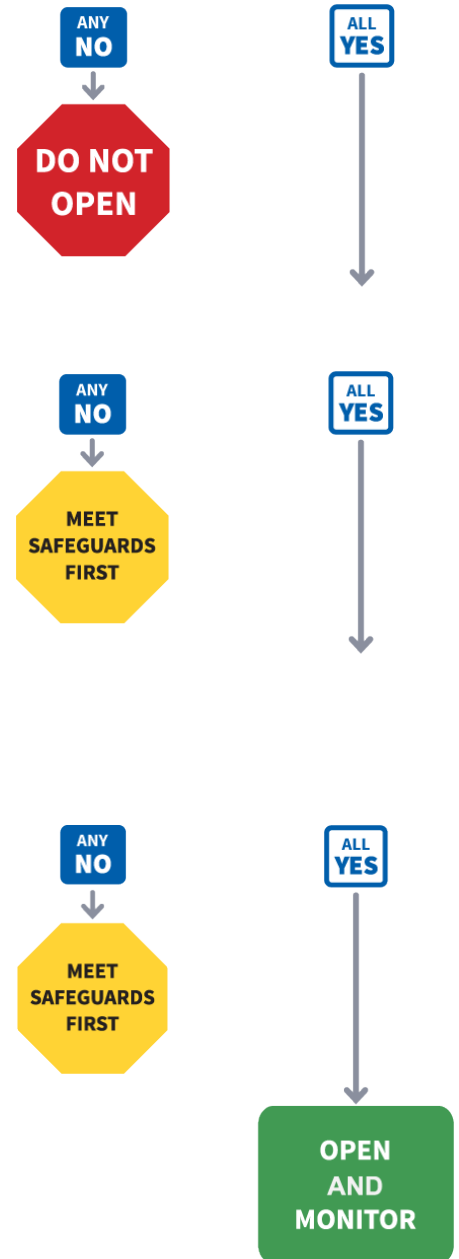 ANY
NO
ALL
YES
DO NOT
OPEN
ANY
NO
ALL
YES
MEET
SAFEGUARDS
FIRST
ANY
NO
ALL
YES
MEET
SAFEGUARDS
FIRST
OPEN
AND
MONITOR